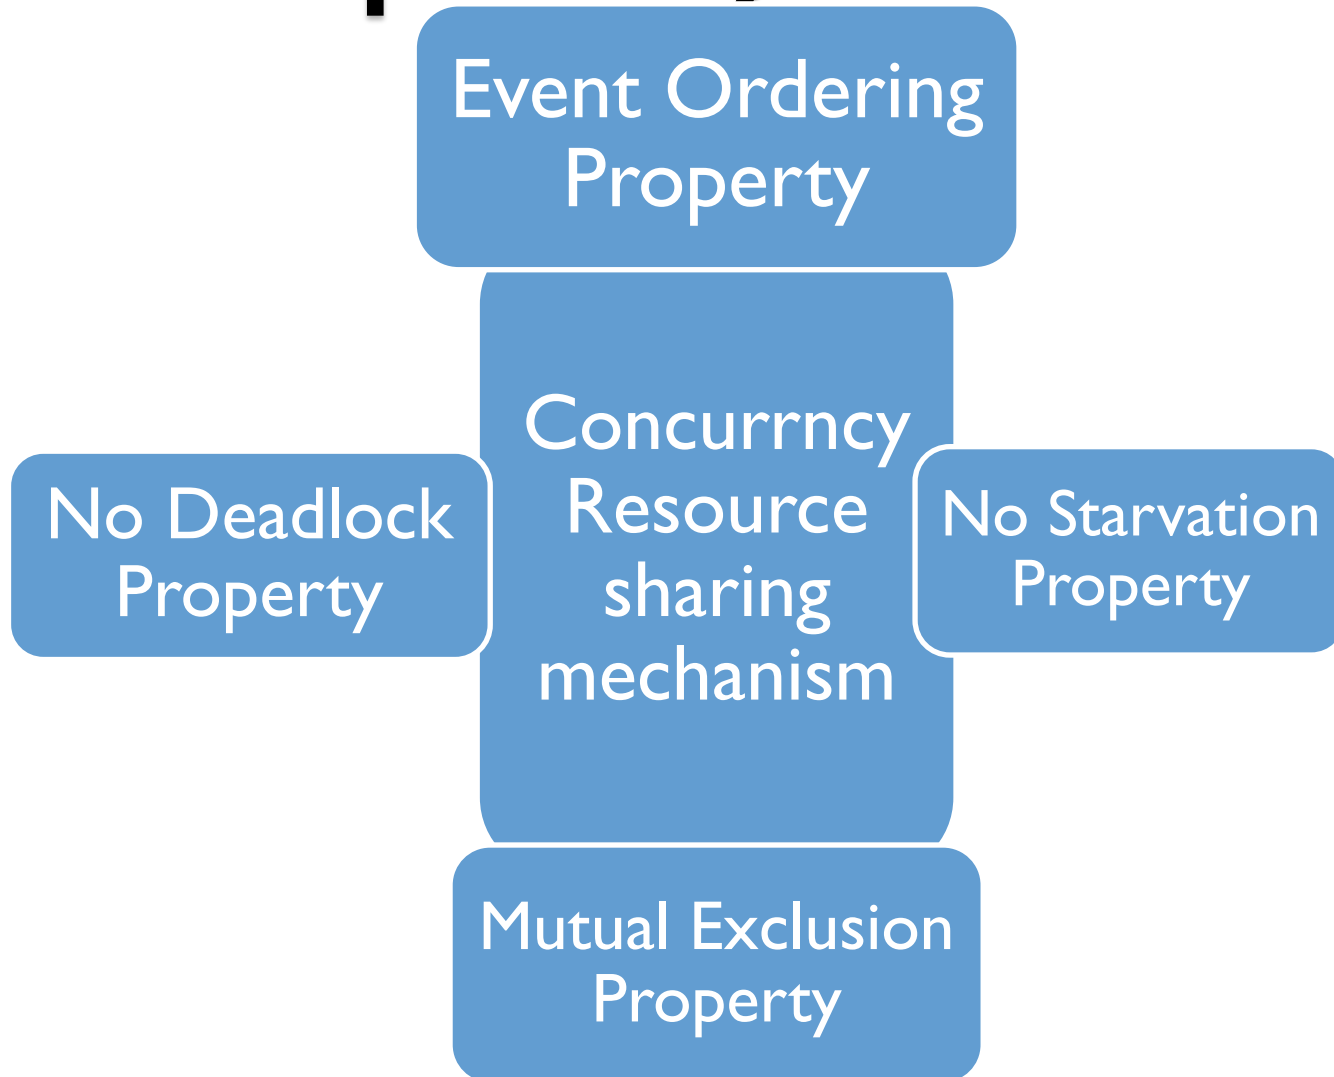 Event Ordering
Property
Concurrncy
Resource
sharing
mechanism
No Deadlock
Property
No Starvation
Property
Mutual Exclusion
Property